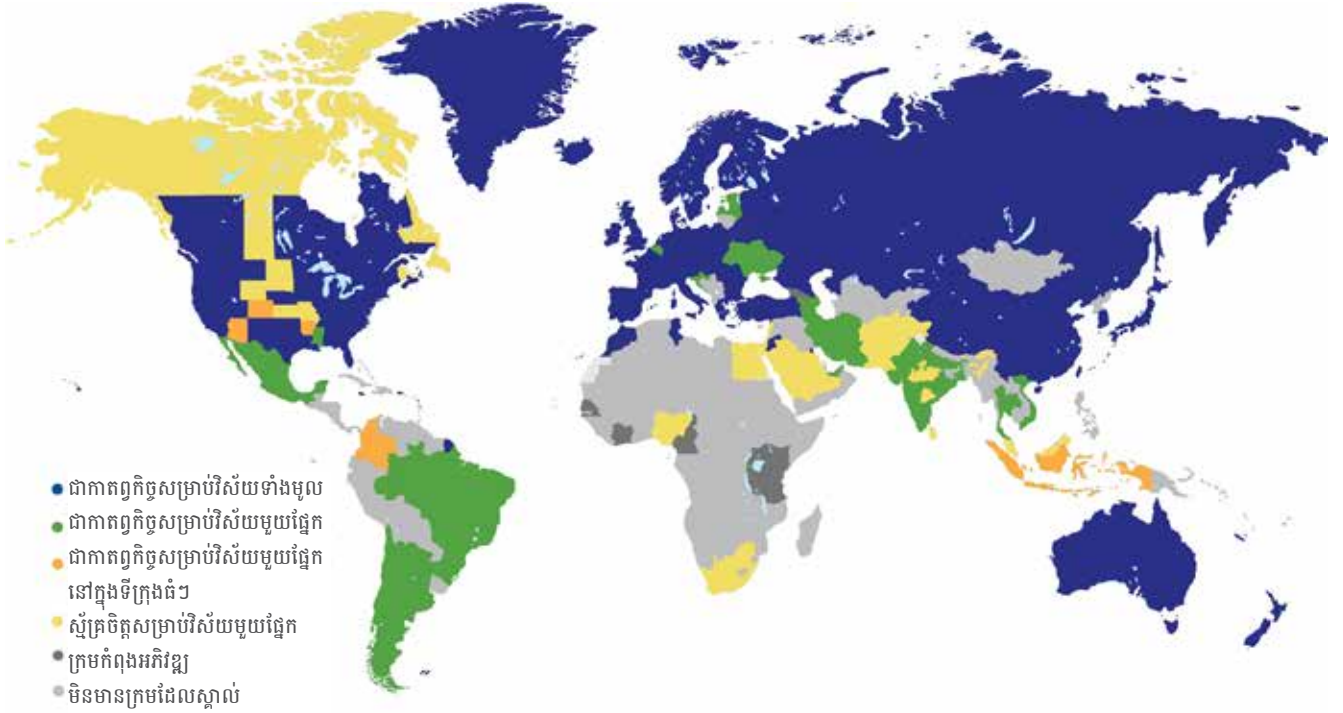 ជាកាតព្វកិច្ចសម្រាប់វិស័យទាំងមូល
ជាកាតព្វកិច្ចសម្រាប់វិស័យមួយផ្នែក
ជាកាតព្វកិច្ចសម្រាប់វិស័យមួយផ្នែក
នៅក្នុងទីក្រុងធំៗ
ស្ម័គ្រចិត្តសម្រាប់វិស័យមួយផ្នែក
ក្រមកំពុងអភិវឌ្ឍ
មិនមានក្រមដែលស្គាល់